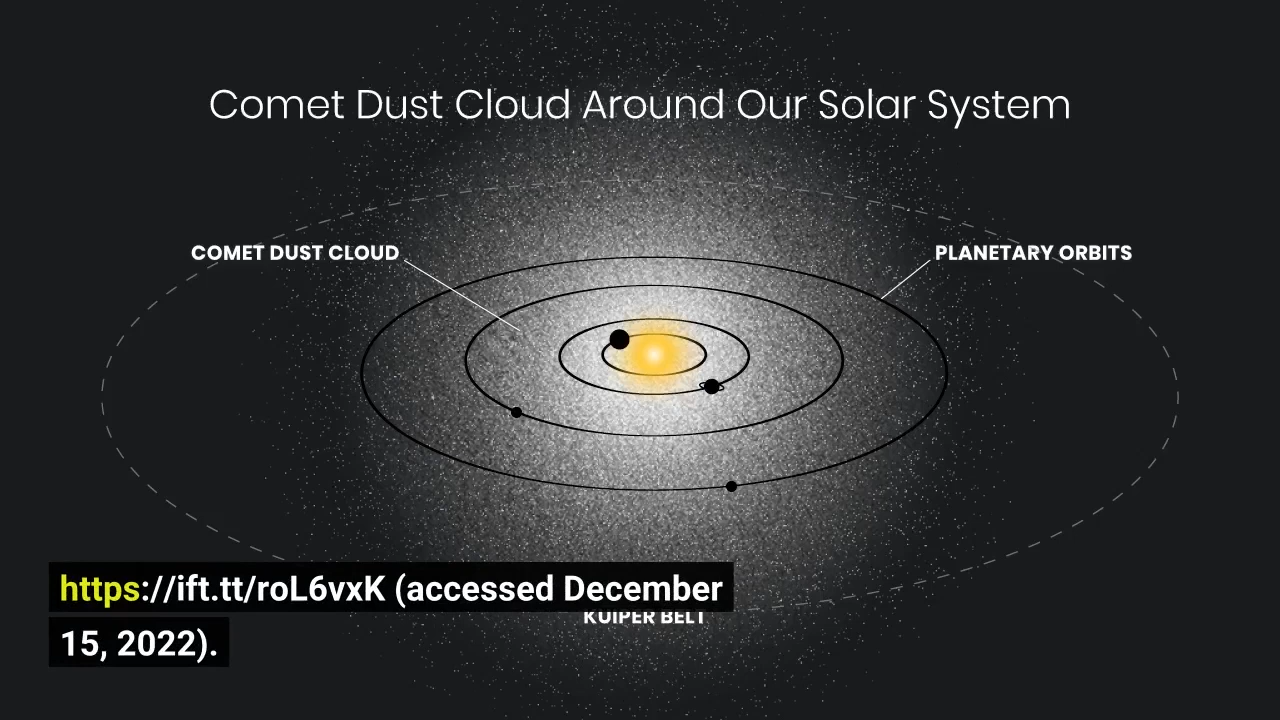 Comet Dust Cloud Around Our Solar System
COMET DUST CLOUD
PLANETARY ORBITS
https://ift.tt/roL6vxK (accessed December
15, 2022).
KUIPER BELT